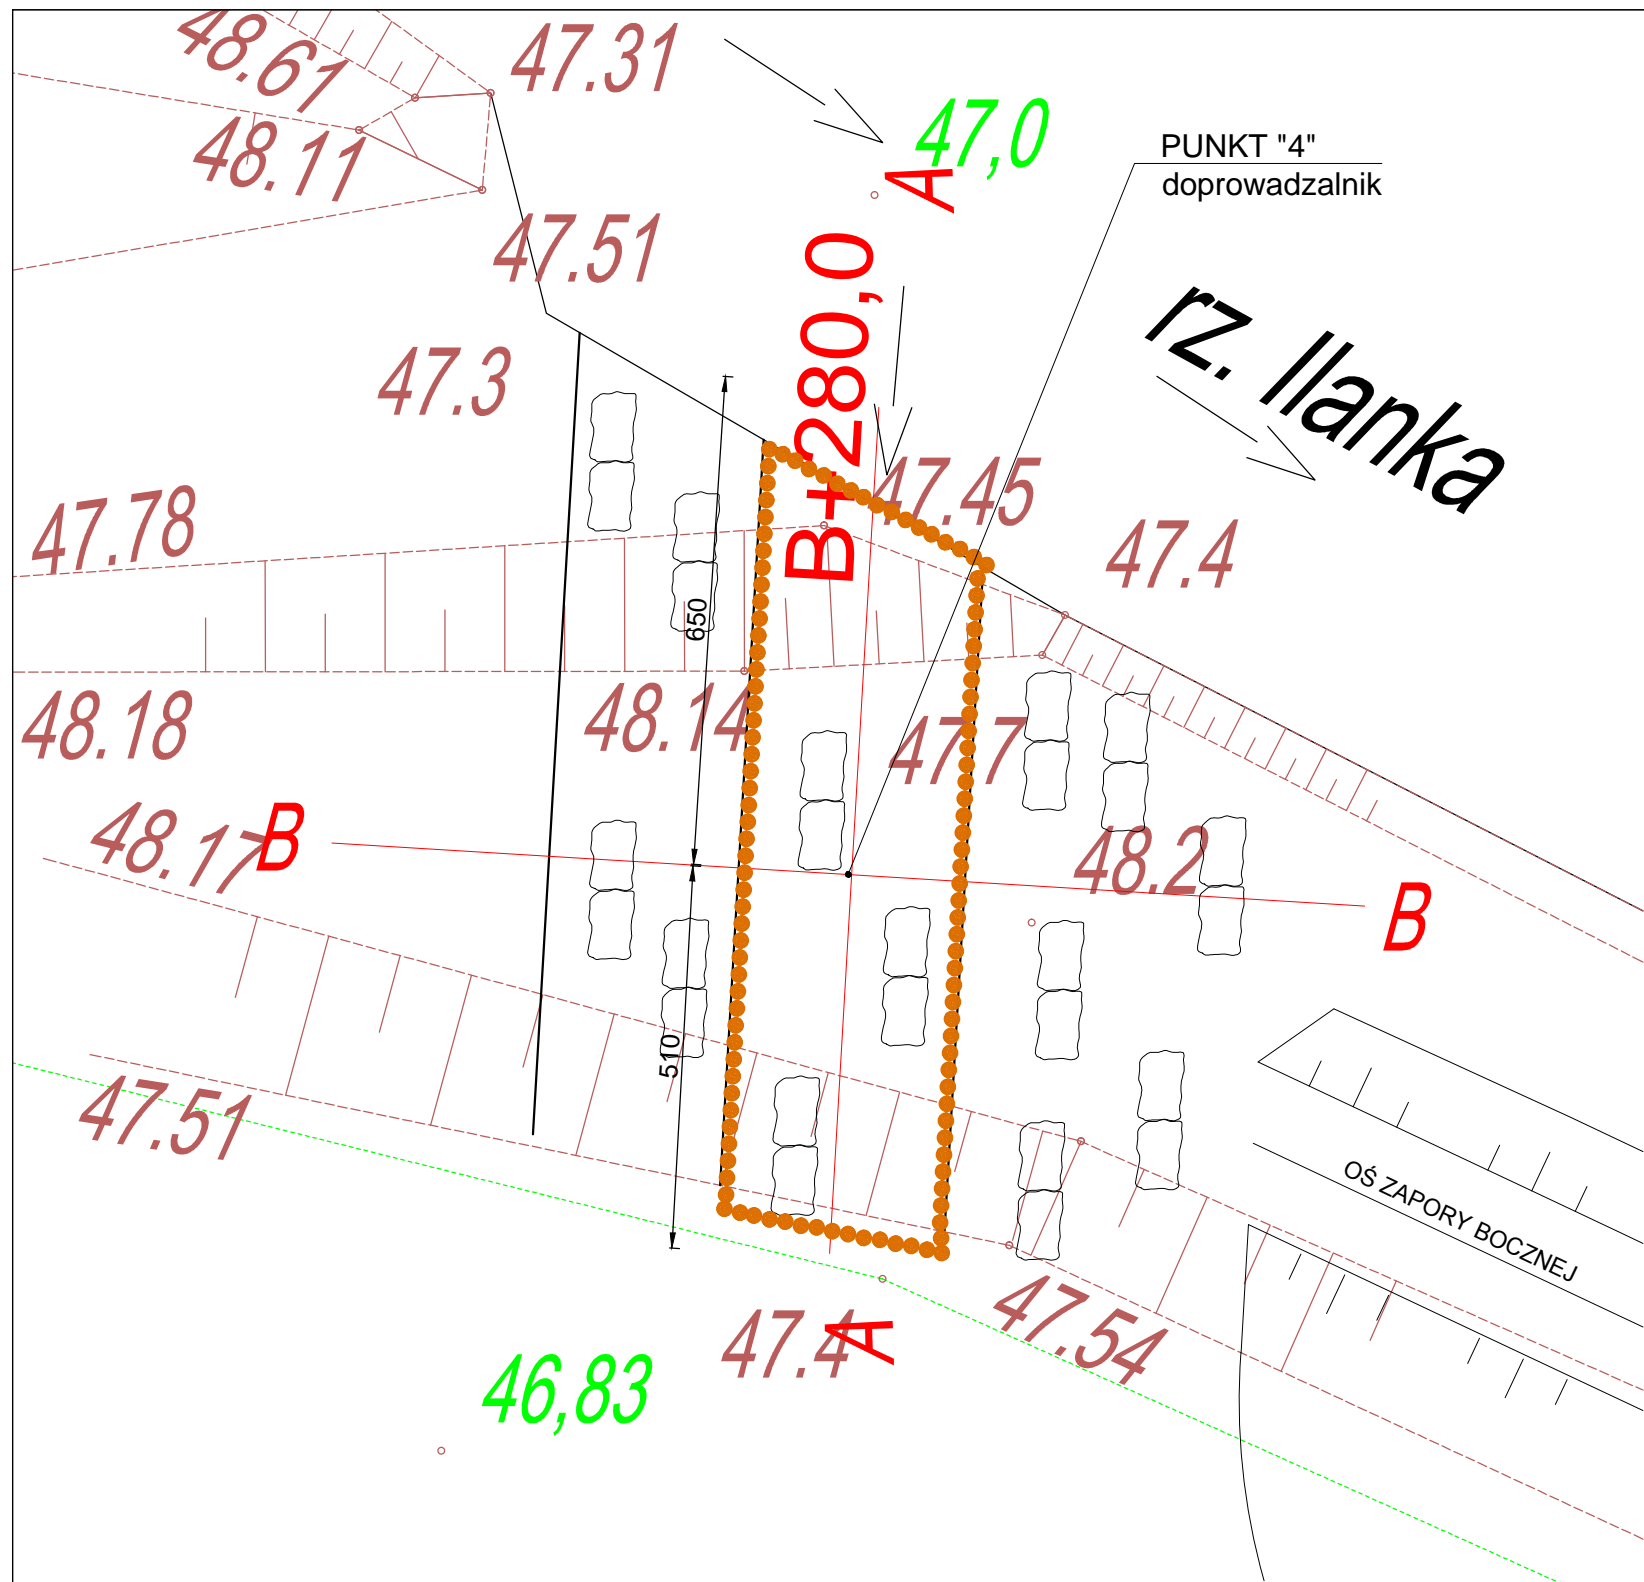 48.61
47.31
47,0
PUNKT "4"
doprowadzalnik
48.11
A
47.51
B+280,0
rz. Ilanka
47.3
47.45
47.78
47.4
650
48.18
48.14
47.7
48.17
B
48.2
B
510
47.51
OŚ ZAPORY BOCZNEJ
47.4
A
47.54
46,83